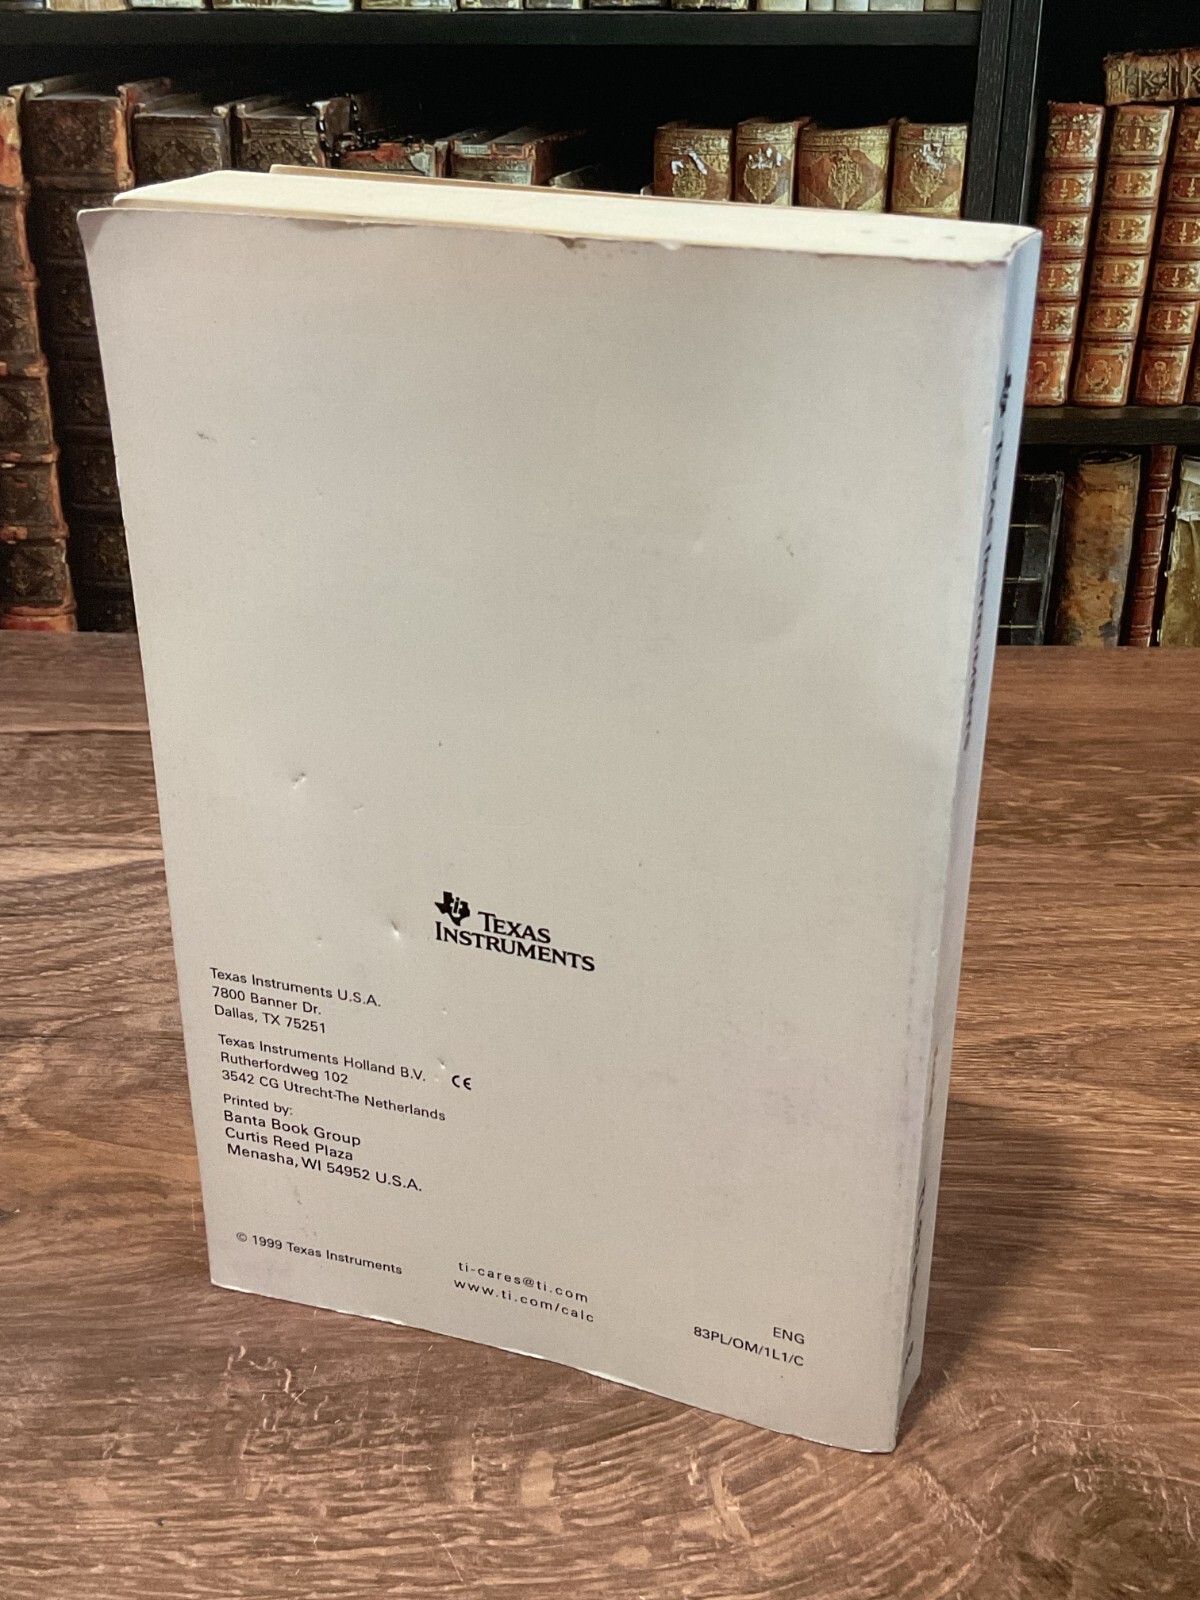 TEXAS
INSTRUMENTS
Texas Instruments U.S.A.
7800 Banner Dr.
Dallas, TX 75251
Texas Instruments Holland B.V.
Rutherfordweg 102
3542 CG Utrecht-The Netherlands
CE
Printed by:
Banta Book Group
Curtis Reed Plaza
Menasha, WI 54952 U.S.A.
© 1999 Texas Instruments
ti-cares@ti.com
www.ti.com/calc
ENG
83PL/OM/1L1/C
TEXAS INSTRUMENTS